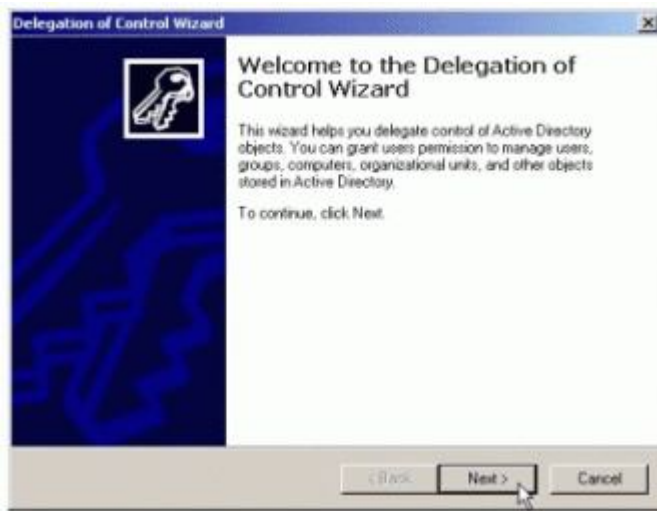 Delegation of Control Wizard
Welcome to the Delegation of
Control Wizard
This wizard helps you delegate control of Active Directory
objects. You can grant users permission to manage users,
groups, computers, organizational units, and other objects
stored in Active Directory.
To continue, click Next.
< Back Next > Cancel